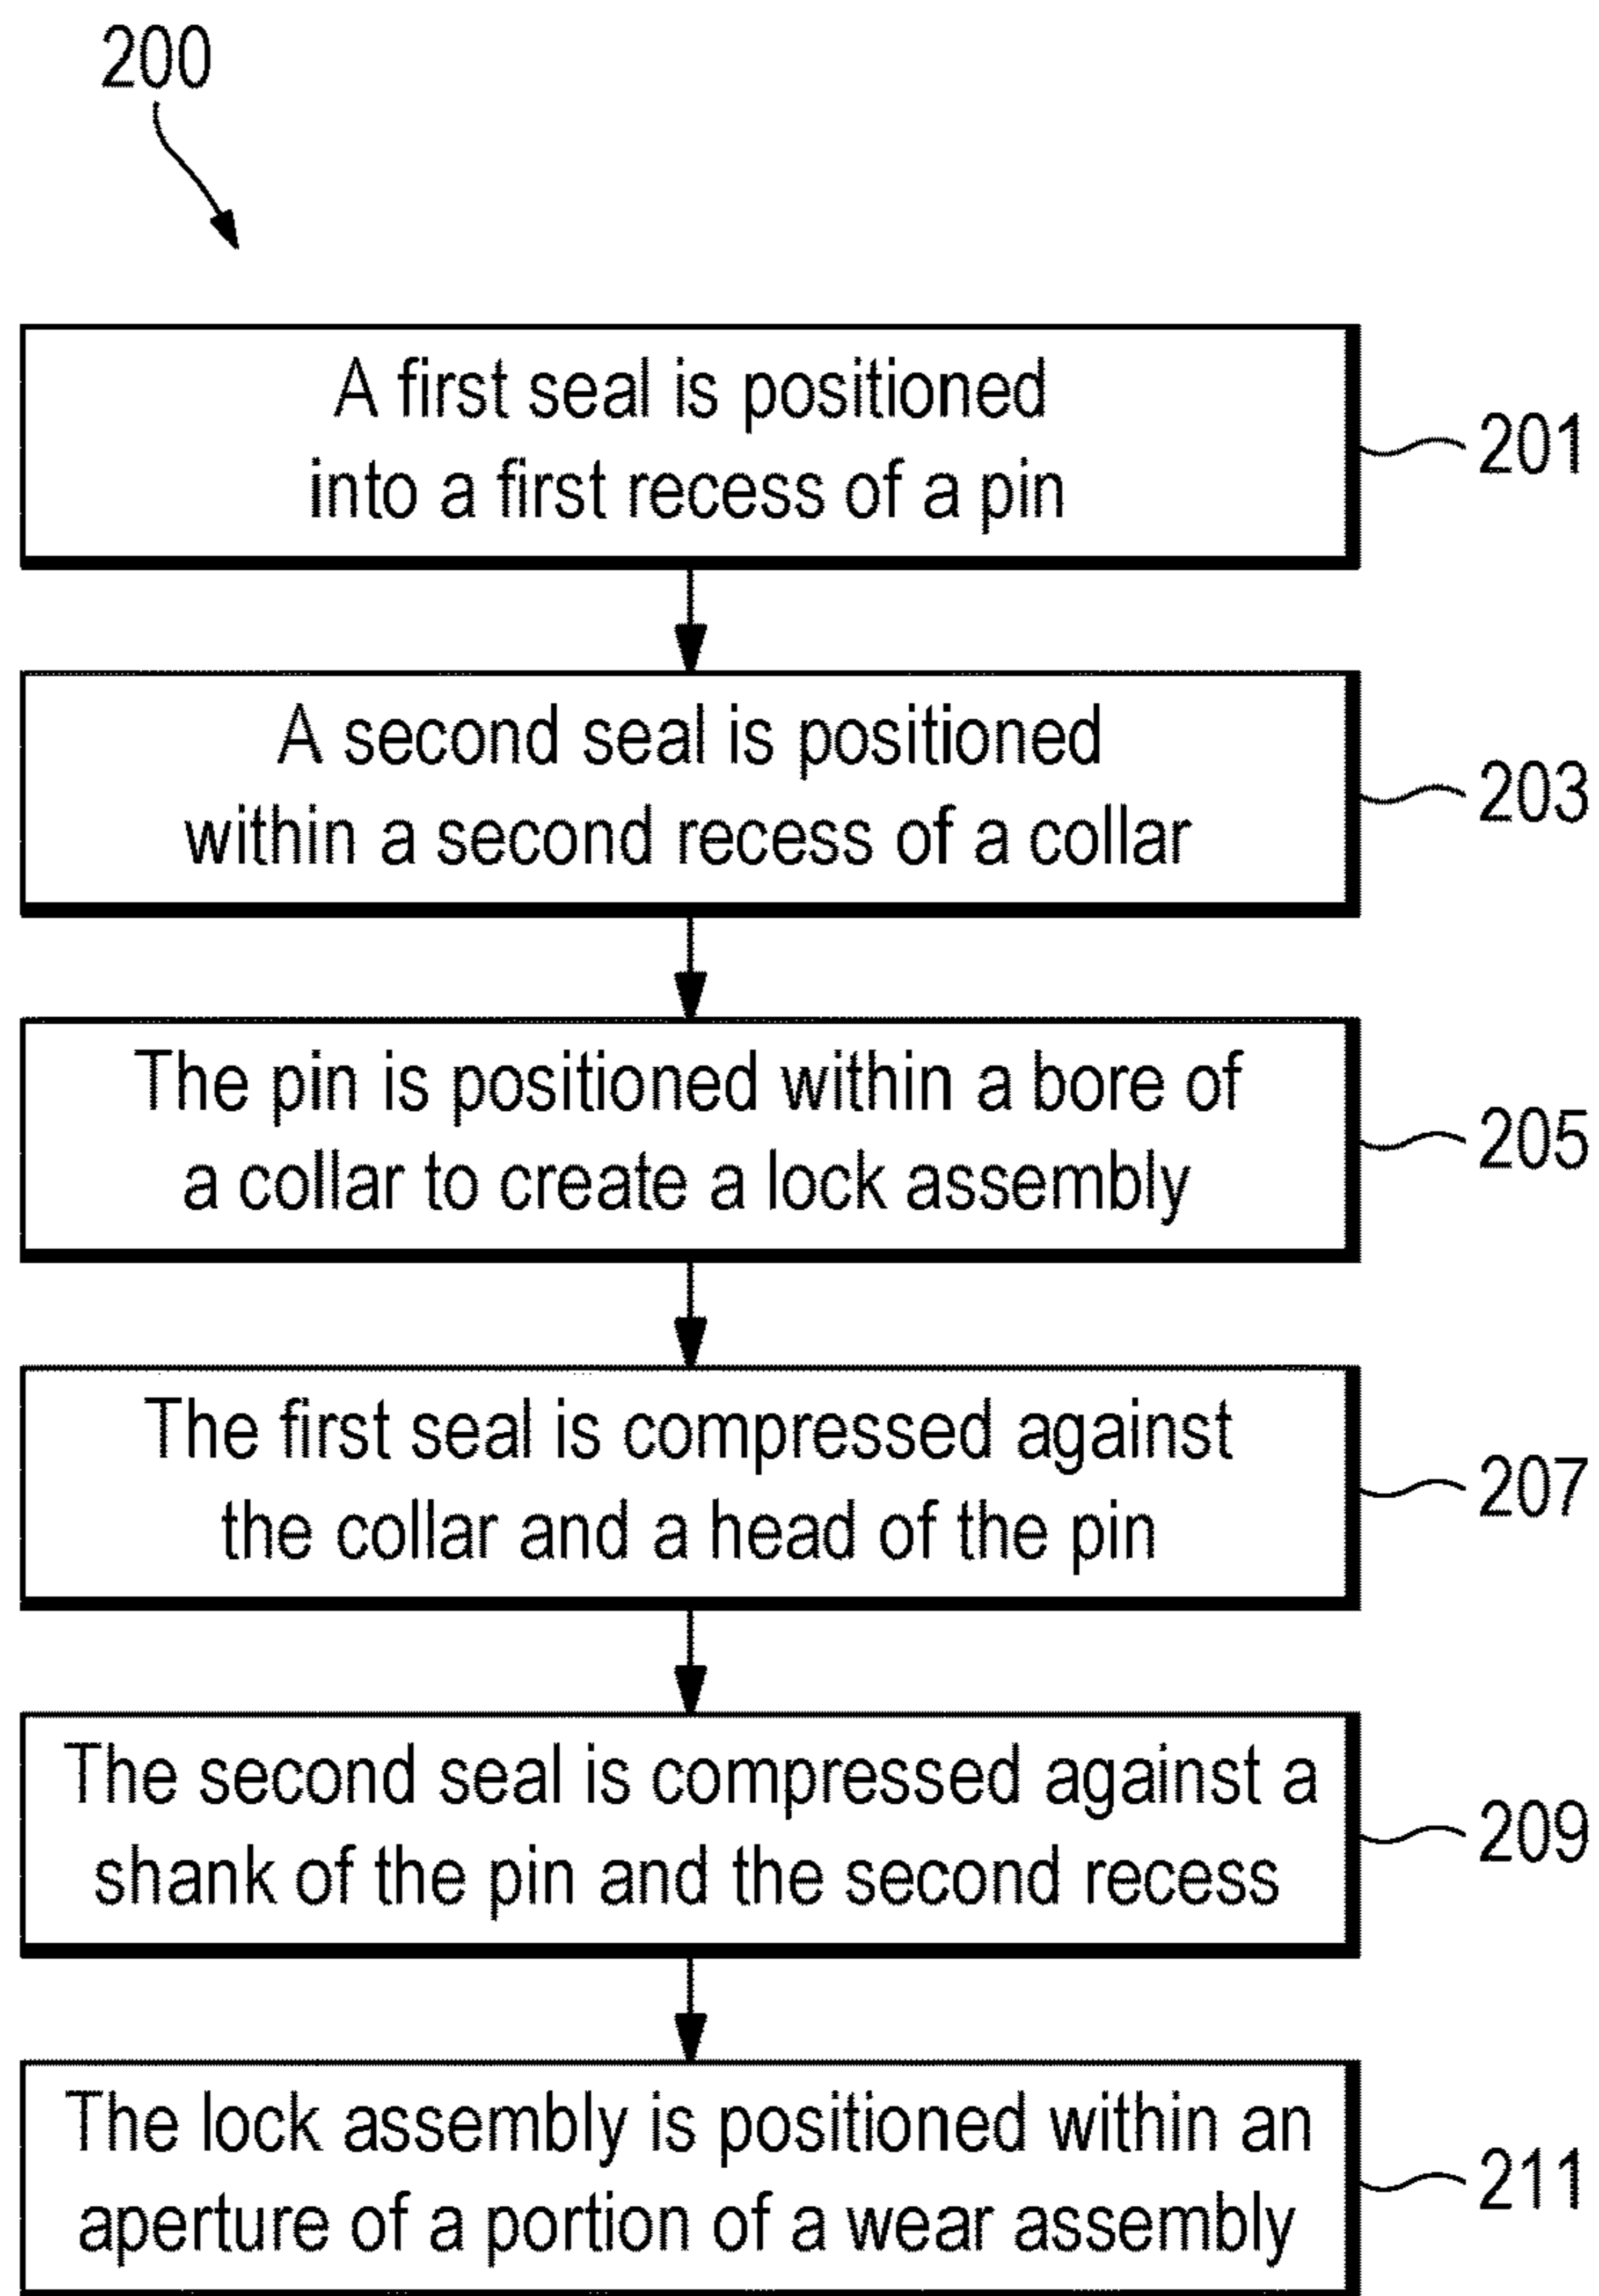 200
A first seal is positioned
into a first recess of a pin
201
A second seal is positioned
within a second recess of a collar
203
The pin is positioned within a bore of
a collar to create a lock assembly
205
The first seal is compressed against
the collar and a head of the pin
207
The second seal is compressed against a
shank of the pin and the second recess
209
The lock assembly is positioned within an
aperture of a portion of a wear assembly
211